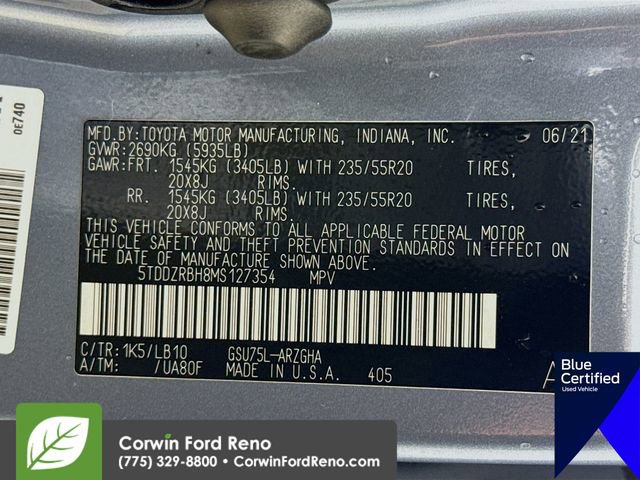 0E740
MFD.BY:TOYOTA MOTOR MANUFACTURING, INDIANA, INC. 06/21
GVWR:2690KG (5935LB)
GAWR:FRT. 1545KG (3405LB) WITH 235/55R20 TIRES,
20X8J RIMS.
RR. 1545KG (3405LB) WITH 235/55R20 TIRES,
20X8J RIMS.
THIS VEHICLE CONFORMS TO ALL APPLICABLE FEDERAL MOTOR
VEHICLE SAFETY AND THEFT PREVENTION STANDARDS IN EFFECT ON
THE DATE OF MANUFACTURE SHOWN ABOVE.
5TDDZRBH8MS127354 MPV
C/TR:1K5/LB10 GSU75L-ARZGHA
A/TM: /UA80F MADE IN U.S.A. 405
Blue
Certified
Used Vehicle
Corwin Ford Reno
(775) 329-8800 • CorwinFordReno.com